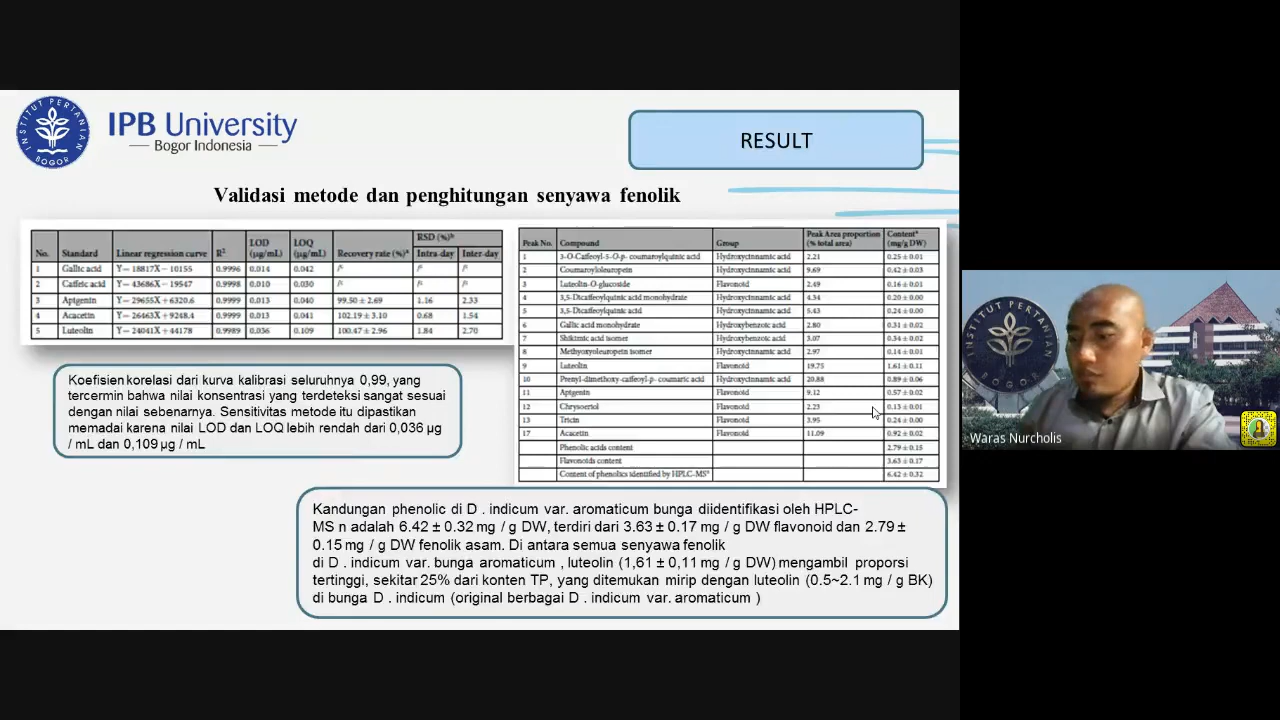 INSTITUT PERTANIAN
BOGOR
IPB University
Bogor Indonesia
RESULT
Validasi metode dan penghitungan senyawa fenolik
No. Standard Linear regression curve R² LOD (μg/mL) LOQ (μg/mL) Recovery rate (%)ᵃ RSD (%)ᵇ Intra-day Inter-day
1 Gallic acid Y= 18817X − 10155 0.9996 0.014 0.042 /ᶜ /ᶜ /ᶜ
2 Caffeic acid Y= 43686X − 19547 0.9998 0.010 0.030 /ᶜ /ᶜ /ᶜ
3 Apigenin Y= 29655X + 6320.6 0.9999 0.013 0.040 99.50 ± 2.69 1.16 2.33
4 Acacetin Y= 26463X + 9248.4 0.9999 0.013 0.041 102.19 ± 3.10 0.68 1.54
5 Luteolin Y= 24041X + 44178 0.9989 0.036 0.109 100.47 ± 2.96 1.84 2.70
Peak No. Compound Group Peak Area proportion (% total area) Contentᵃ (mg/g DW)
1 3-O-Caffeoyl-5-O-p- coumaroylquinic acid Hydroxycinnamic acid 2.21 0.25 ± 0.01
2 Coumaroyloleuropein Hydroxycinnamic acid 9.69 0.42 ± 0.03
3 Luteolin-O-glucoside Flavonoid 2.49 0.16 ± 0.01
4 3,5-Dicaffeoylquinic acid monohydrate Hydroxycinnamic acid 4.34 0.20 ± 0.00
5 3,5-Dicaffeoylquinic acid Hydroxycinnamic acid 5.43 0.24 ± 0.00
6 Gallic acid monohydrate Hydroxybenzoic acid 2.80 0.31 ± 0.02
7 Shikimic acid isomer Hydroxybenzoic acid 3.07 0.34 ± 0.02
8 Methyoxyoleuropein isomer Hydroxycinnamic acid 2.97 0.14 ± 0.01
9 Luteolin Flavonoid 19.75 1.61 ± 0.11
10 Prenyl-dimethoxy-caffeoyl-p- coumaric acid Hydroxycinnamic acid 20.88 0.89 ± 0.06
11 Apigenin Flavonoid 9.12 0.57 ± 0.02
12 Chrysoeriol Flavonoid 2.23 0.13 ± 0.01
13 Tricin Flavonoid 3.95 0.24 ± 0.00
17 Acacetin Flavonoid 11.09 0.92 ± 0.02
Phenolic acids content 2.79 ± 0.15
Flavonoids content 3.63 ± 0.17
Content of phenolics identified by HPLC-MSⁿ 6.42 ± 0.32
Koefisien korelasi dari kurva kalibrasi seluruhnya 0,99, yang
tercermin bahwa nilai konsentrasi yang terdeteksi sangat sesuai
dengan nilai sebenarnya. Sensitivitas metode itu dipastikan
memadai karena nilai LOD dan LOQ lebih rendah dari 0,036 μg
/ mL dan 0,109 μg / mL
Kandungan phenolic di D . indicum var. aromaticum bunga diidentifikasi oleh HPLC-
MS n adalah 6.42 ± 0.32 mg / g DW, terdiri dari 3.63 ± 0.17 mg / g DW flavonoid dan 2.79 ±
0.15 mg / g DW fenolik asam. Di antara semua senyawa fenolik
di D . indicum var. bunga aromaticum , luteolin (1,61 ± 0,11 mg / g DW) mengambil proporsi
tertinggi, sekitar 25% dari konten TP, yang ditemukan mirip dengan luteolin (0.5~2.1 mg / g BK)
di bunga D . indicum (original berbagai D . indicum var. aromaticum )
INSTITUT PERTANIAN
BOGOR
Waras Nurcholis